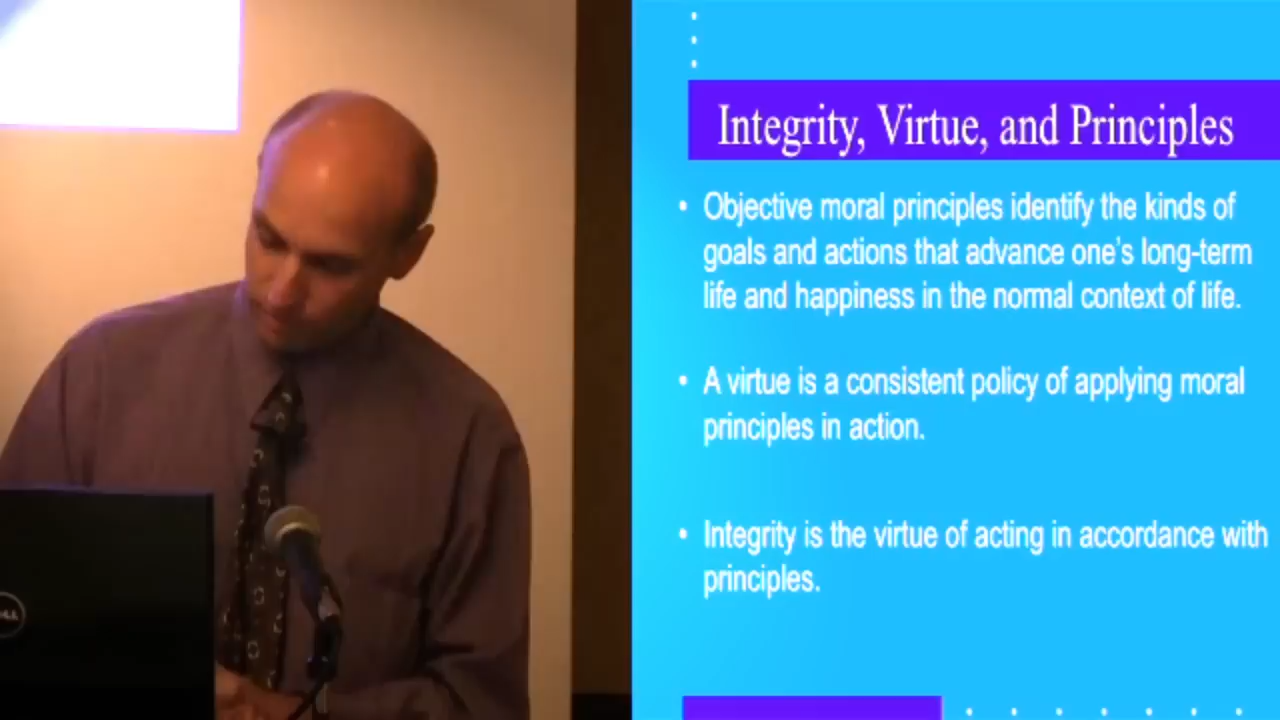 Integrity, Virtue, and Principles
• Objective moral principles identify the kinds of
goals and actions that advance one's long-term
life and happiness in the normal context of life.
• A virtue is a consistent policy of applying moral
principles in action.
• Integrity is the virtue of acting in accordance with
principles.